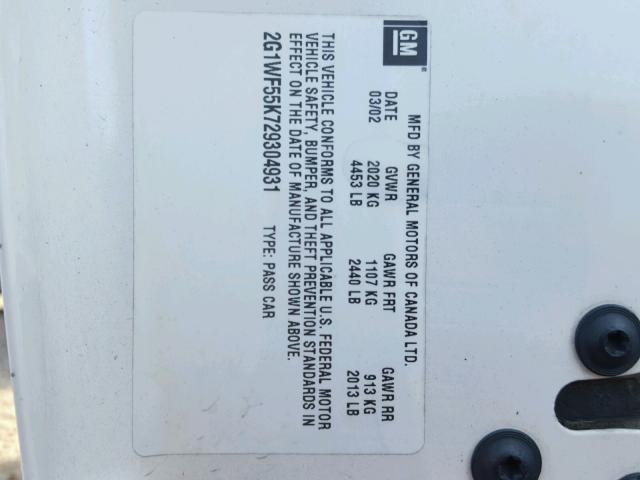 GM
MFD BY GENERAL MOTORS OF CANADA LTD.
DATE GVWR GAWR FRT GAWR RR
03/02 2020 KG 1107 KG 913 KG
4453 LB 2440 LB 2013 LB
THIS VEHICLE CONFORMS TO ALL APPLICABLE U.S. FEDERAL MOTOR
VEHICLE SAFETY, BUMPER, AND THEFT PREVENTION STANDARDS IN
EFFECT ON THE DATE OF MANUFACTURE SHOWN ABOVE.
2G1WF55K729304931 TYPE: PASS CAR